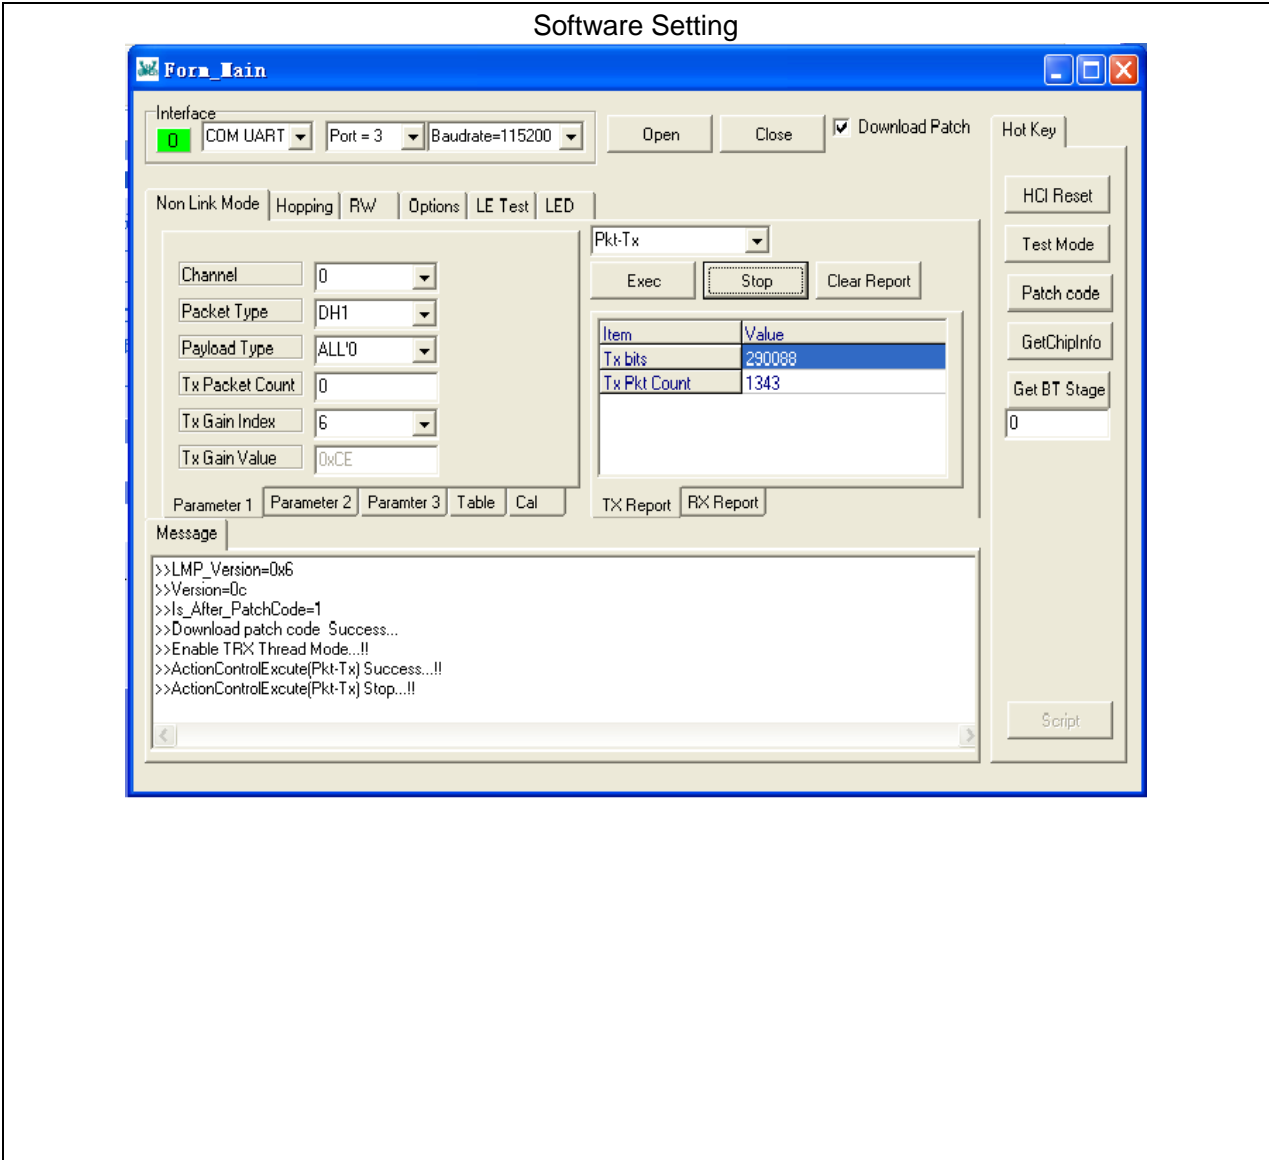 Software Setting
Form_Main
Interface
0 COM UART Port = 3 Baudrate=115200 Open Close Download Patch
Hot Key
Non Link Mode Hopping RW Options LE Test LED
HCI Reset
Test Mode
Patch code
GetChipInfo
Get BT Stage
0
Script
Channel 0
Packet Type DH1
Payload Type ALL'0
Tx Packet Count 0
Tx Gain Index 6
Tx Gain Value 0xCE
Parameter 1 Parameter 2 Paramter 3 Table Cal
Pkt-Tx
Exec Stop Clear Report
Item Value
Tx bits 290088
Tx Pkt Count 1343
TX Report RX Report
Message
>>LMP_Version=0x6
>>Version=0c
>>Is_After_PatchCode=1
>>Download patch code Success...
>>Enable TRX Thread Mode...!!
>>ActionControlExcute(Pkt-Tx) Success...!!
>>ActionControlExcute(Pkt-Tx) Stop...!!